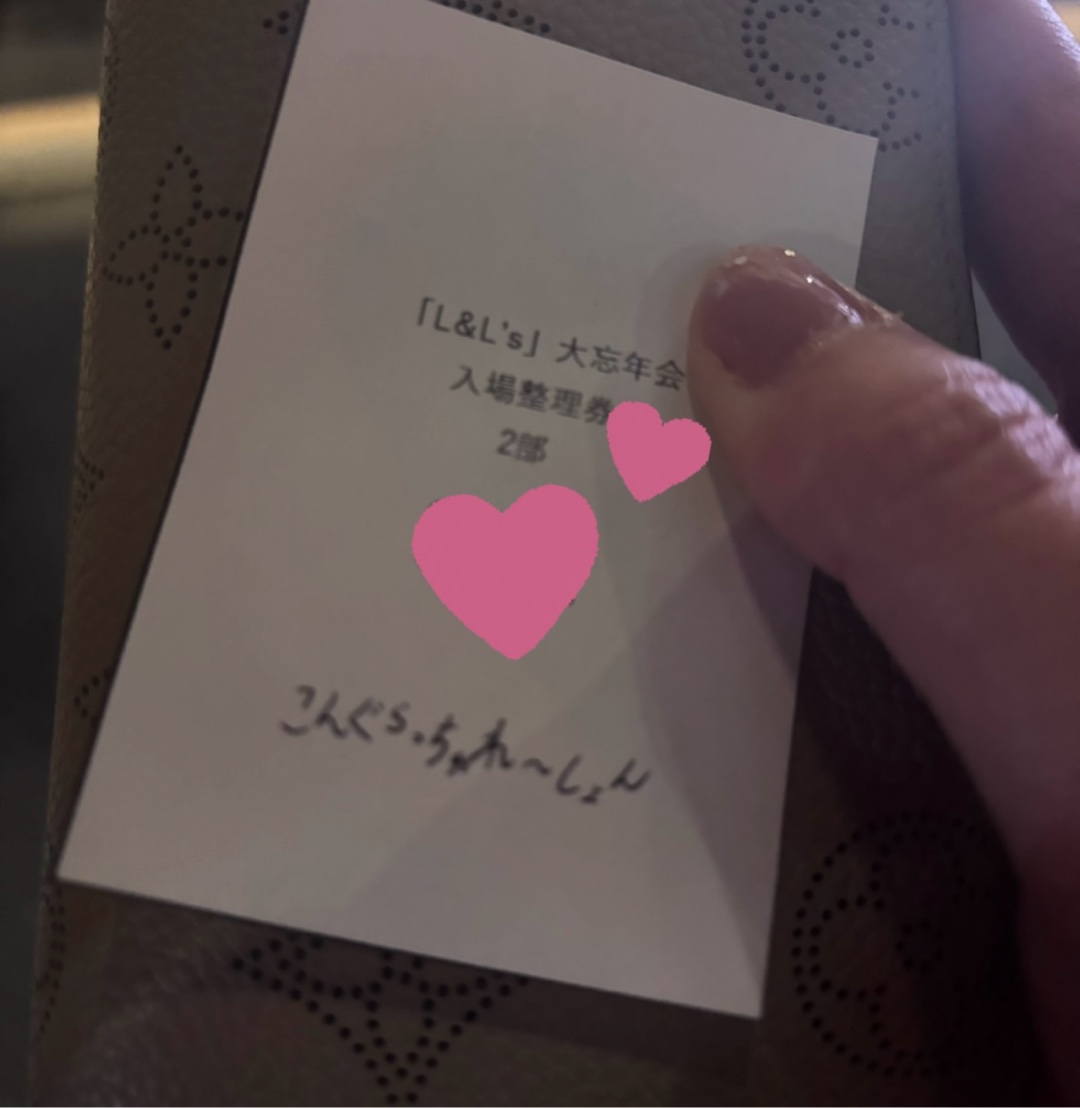 「L&L's」大忘年会
入場整理券
2部
こんぐらっちゅれ〜しょん